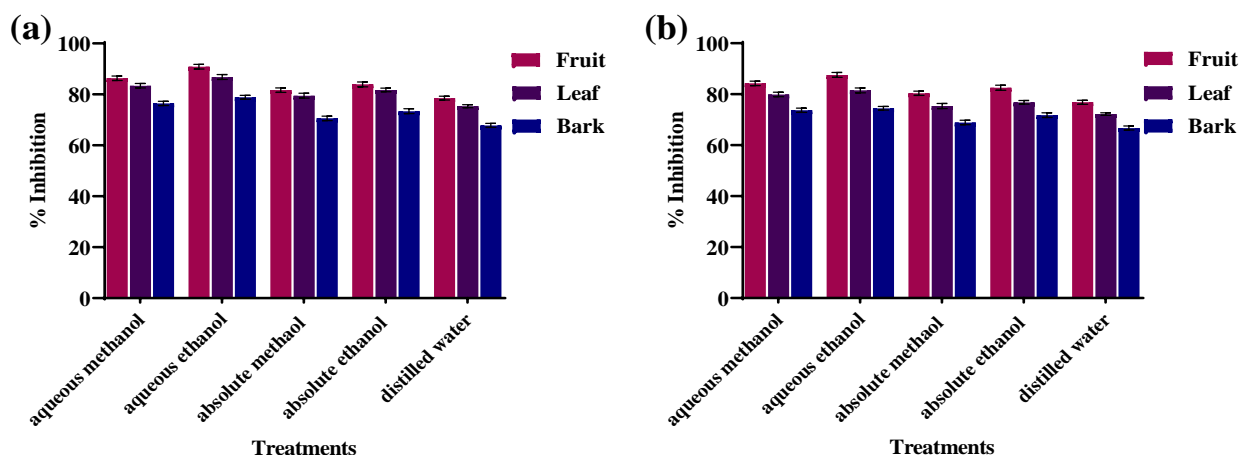 (a)
100
80
60
40
20
0
% Inhibition
Fruit
Leaf
Bark
aqueous methanol
aqueous ethanol
absolute methaol
absolute ethanol
distilled water
Treatments
(b)
100
80
60
40
20
0
% Inhibition
Fruit
Leaf
Bark
aqueous methanol
aqueous ethanol
absolute methaol
absolute ethanol
distilled water
Treatments